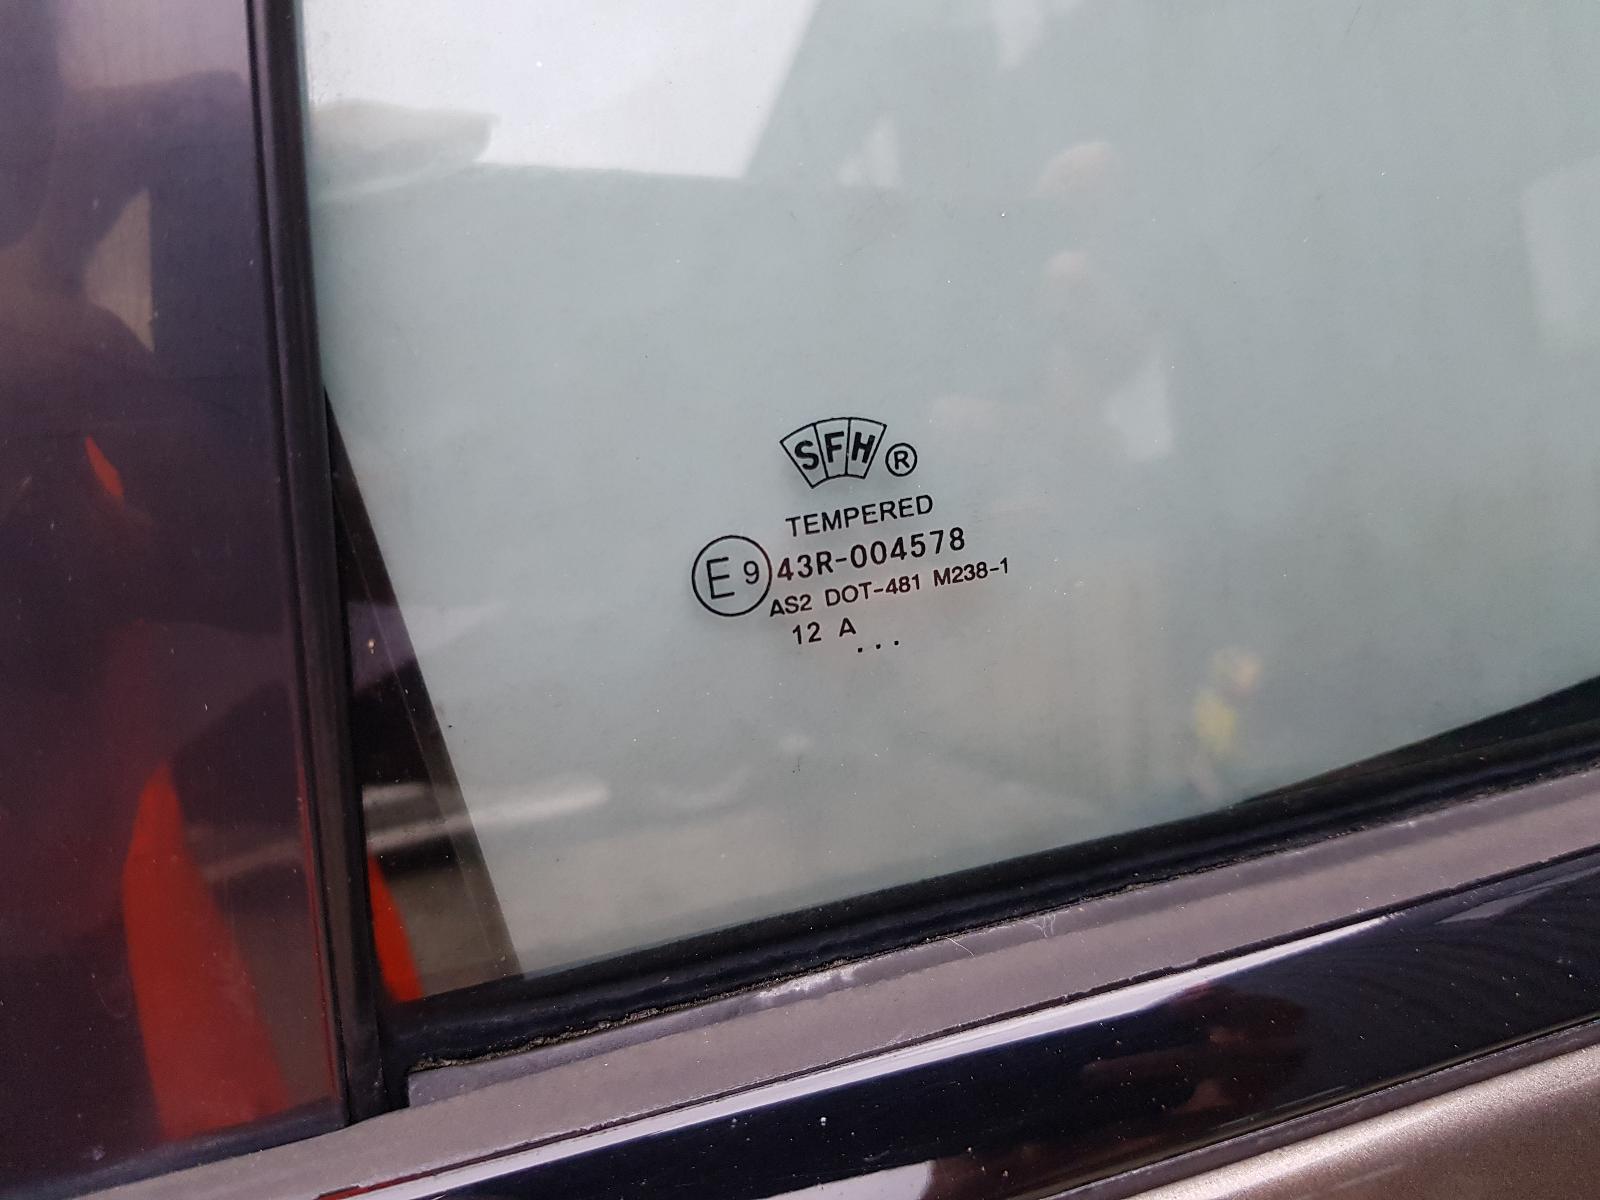 SFH ®
TEMPERED
E9 43R-004578
AS2 DOT-481 M238-1
12 A
...